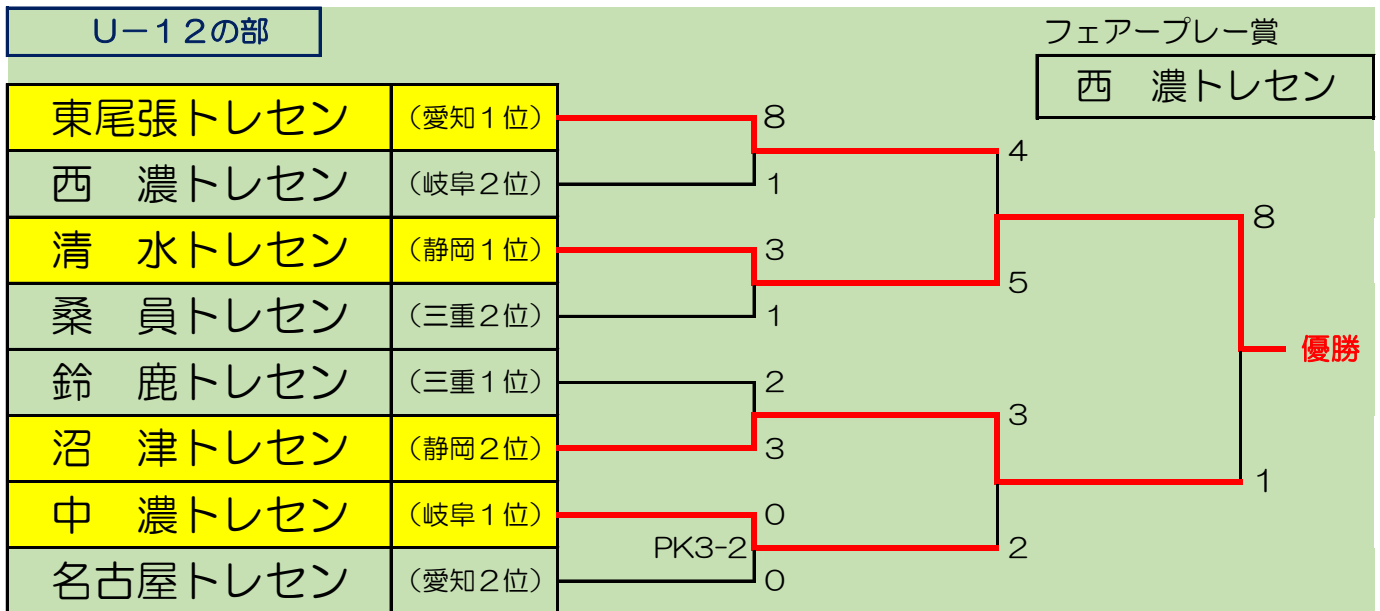 U－12の部
フェアープレー賞
西　濃トレセン
東尾張トレセン （愛知1位） 8
4
西　濃トレセン （岐阜2位） 1
8
清　水トレセン （静岡1位） 3
5
桑　員トレセン （三重2位） 1
優勝
鈴　鹿トレセン （三重1位） 2
3
沼　津トレセン （静岡2位） 3
1
中　濃トレセン （岐阜1位） 0
PK3-2 2
名古屋トレセン （愛知2位） 0